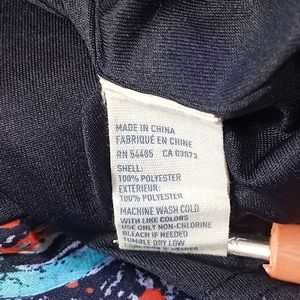 MADE IN CHINA
FABRIQUÉ EN CHINE
RN 54485 CA 03573
SHELL:
100% POLYESTER
EXTÉRIEUR:
100% POLYESTER
MACHINE WASH COLD
WITH LIKE COLORS
USE ONLY NON-CHLORINE
BLEACH IF NEEDED
TUMBLE DRY LOW